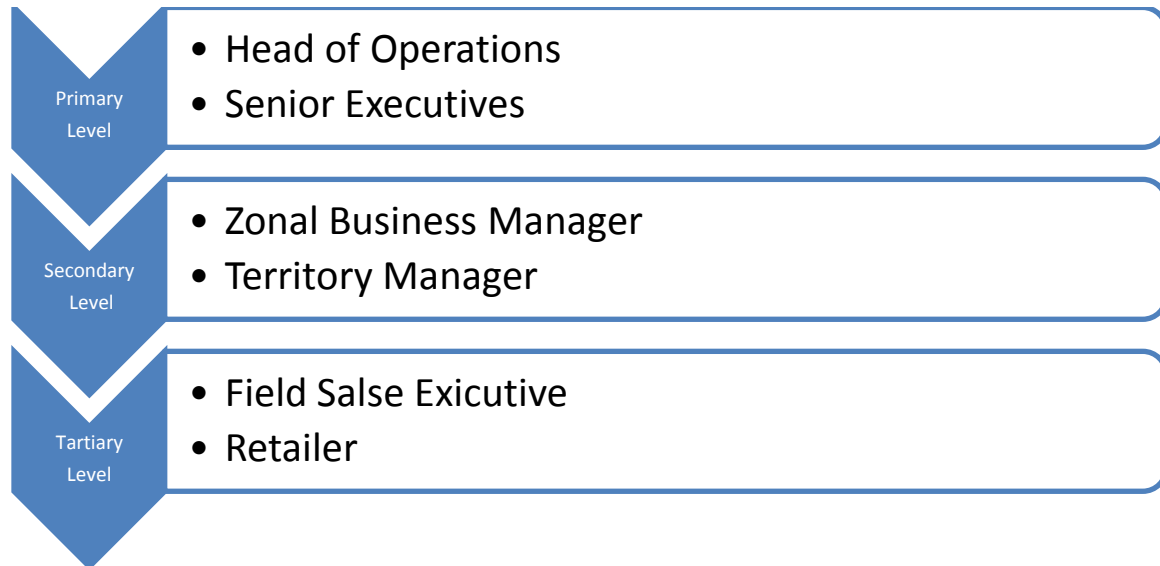 Primary
Level
• Head of Operations
• Senior Executives
Secondary
Level
• Zonal Business Manager
• Territory Manager
Tartiary
Level
• Field Salse Exicutive
• Retailer